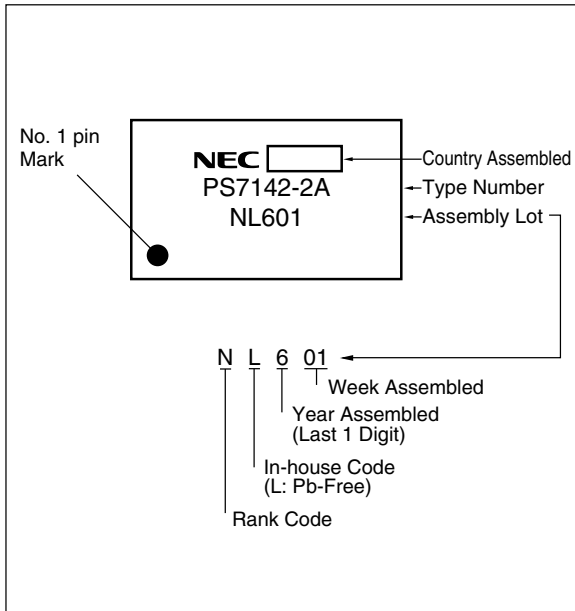 No. 1 pin
Mark
NEC
Country Assembled
PS7142-2A
Type Number
NL601
Assembly Lot
N L 6 01
Week Assembled
Year Assembled
(Last 1 Digit)
In-house Code
(L: Pb-Free)
Rank Code